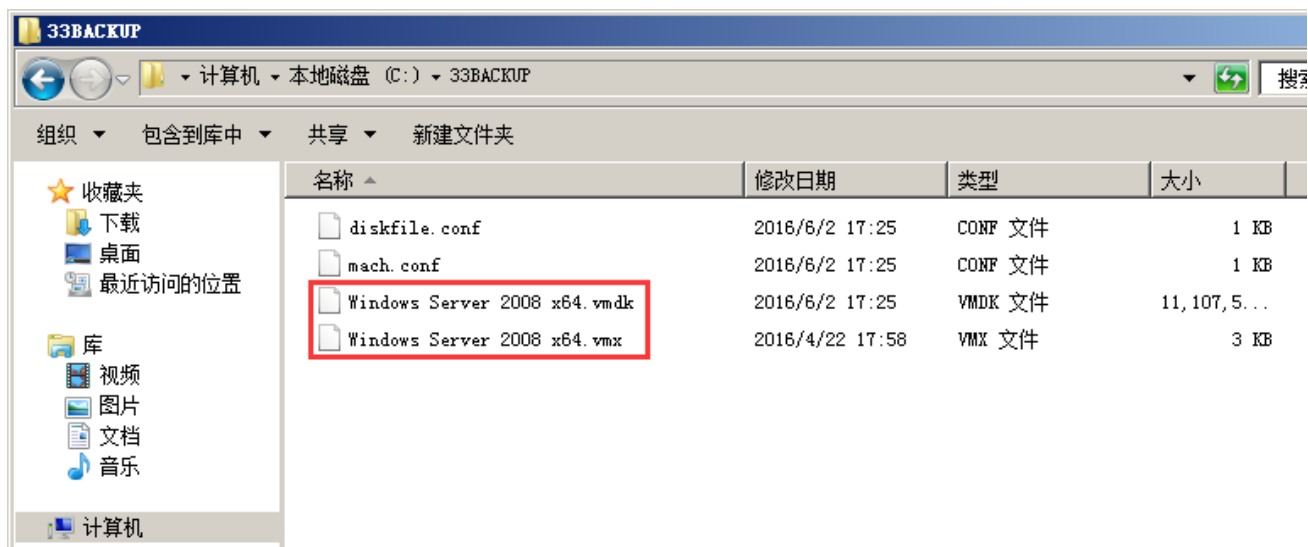 33BACKUP
计算机 本地磁盘 (C:) 33BACKUP 搜索
组织 包含到库中 共享 新建文件夹
名称 修改日期 类型 大小
收藏夹
下载
桌面
最近访问的位置
库
视频
图片
文档
音乐
计算机
diskfile.conf 2016/6/2 17:25 CONF 文件 1 KB
mach.conf 2016/6/2 17:25 CONF 文件 1 KB
Windows Server 2008 x64.vmdk 2016/6/2 17:25 VMDK 文件 11,107,5...
Windows Server 2008 x64.vmx 2016/4/22 17:58 VMX 文件 3 KB